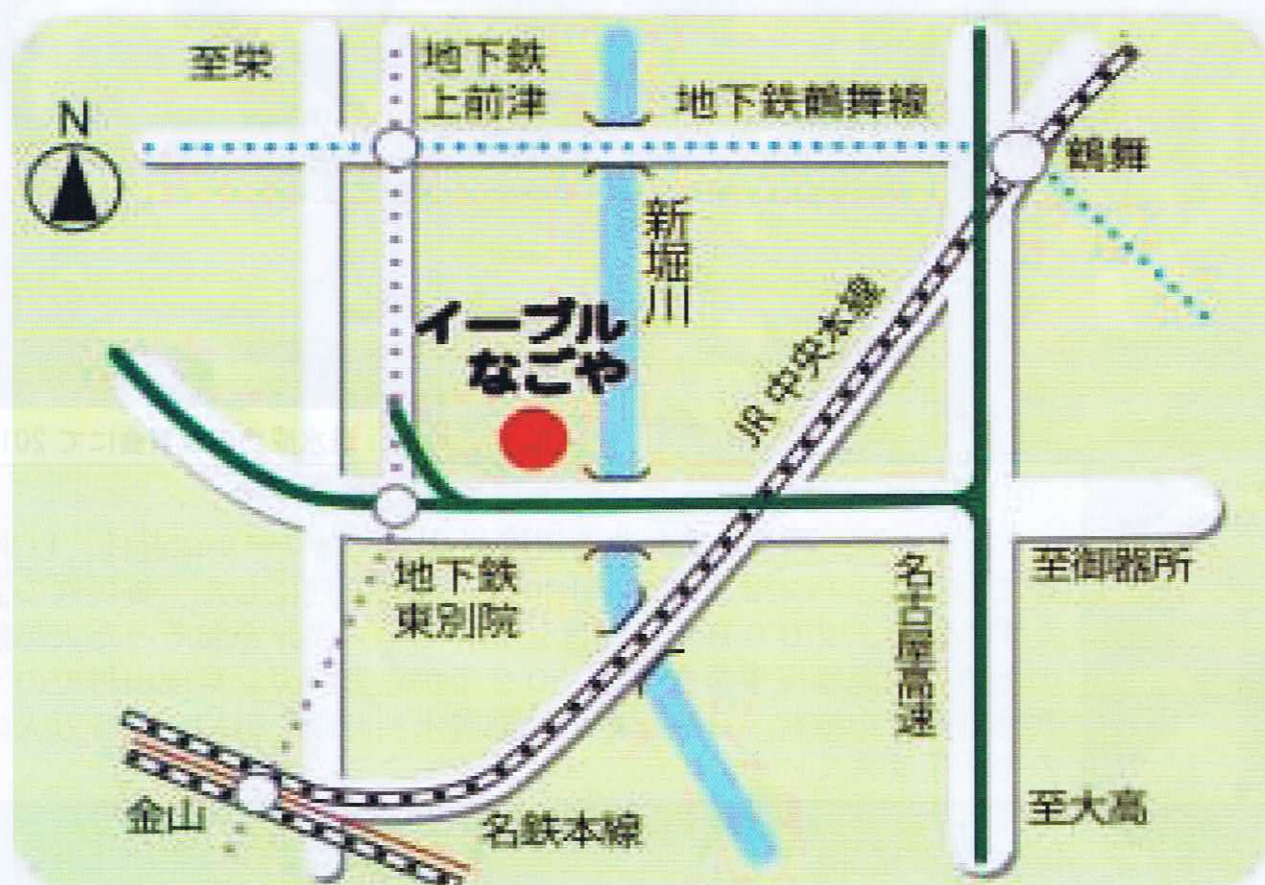 至栄
地下鉄
上前津
地下鉄鶴舞線
N
鶴舞
新堀川
イーブル
なごや
JR中央本線
地下鉄
東別院
名古屋高速
至御器所
金山
名鉄本線
至大高